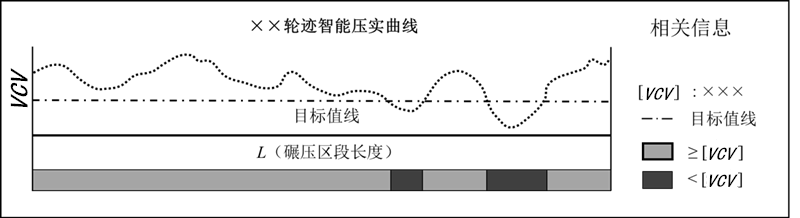 ××轮迹智能压实曲线
VCV
目标值线
L（碾压区段长度）
相关信息
[VCV]：×××
目标值线
≥[VCV]
<[VCV]